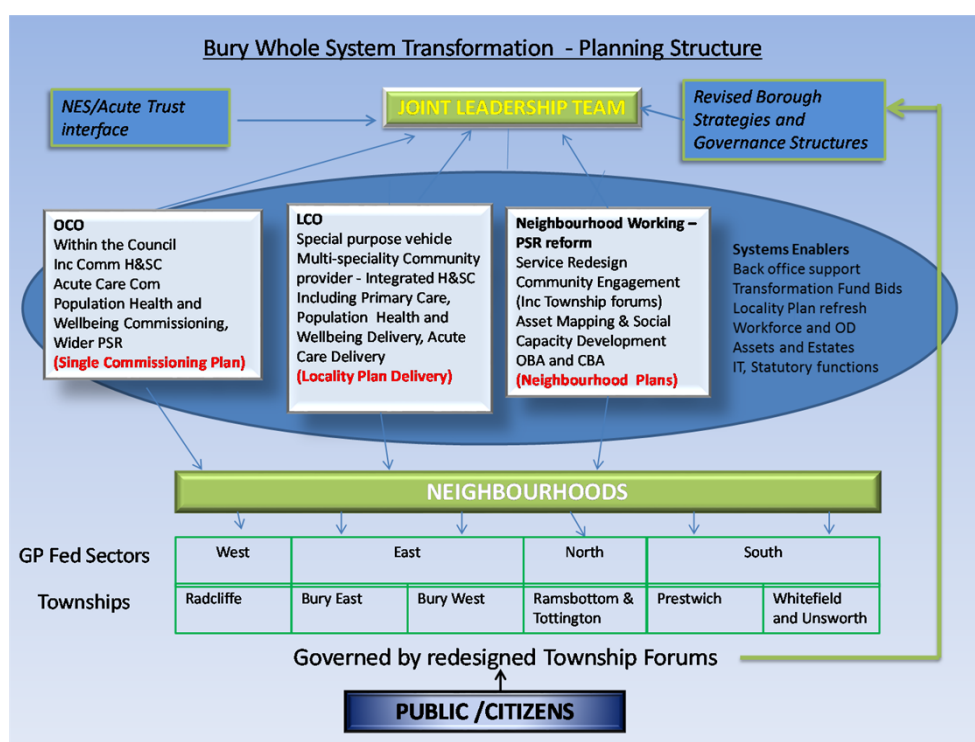 Bury Whole System Transformation  - Planning Structure
NES/Acute Trust
interface
JOINT LEADERSHIP TEAM
Revised Borough
Strategies and
Governance Structures
OCO
Within the Council
Inc Comm H&SC
Acute Care Com
Population Health and
Wellbeing Commissioning,
Wider PSR
(Single Commissioning Plan)
LCO
Special purpose vehicle
Multi-speciality Community
provider - Integrated H&SC
Including Primary Care,
Population  Health and
Wellbeing Delivery, Acute
Care Delivery
(Locality Plan Delivery)
Neighbourhood Working –
PSR reform
Service Redesign
Community Engagement
(Inc Township forums)
Asset Mapping & Social
Capacity Development
OBA and CBA
(Neighbourhood  Plans)
Systems Enablers
Back office support
Transformation Fund Bids
Locality Plan refresh
Workforce and OD
Assets and Estates
IT, Statutory functions
NEIGHBOURHOODS
GP Fed Sectors
West
East
North
South
Townships
Radcliffe
Bury East
Bury West
Ramsbottom &
Tottington
Prestwich
Whitefield
and Unsworth
Governed by redesigned Township Forums
PUBLIC /CITIZENS